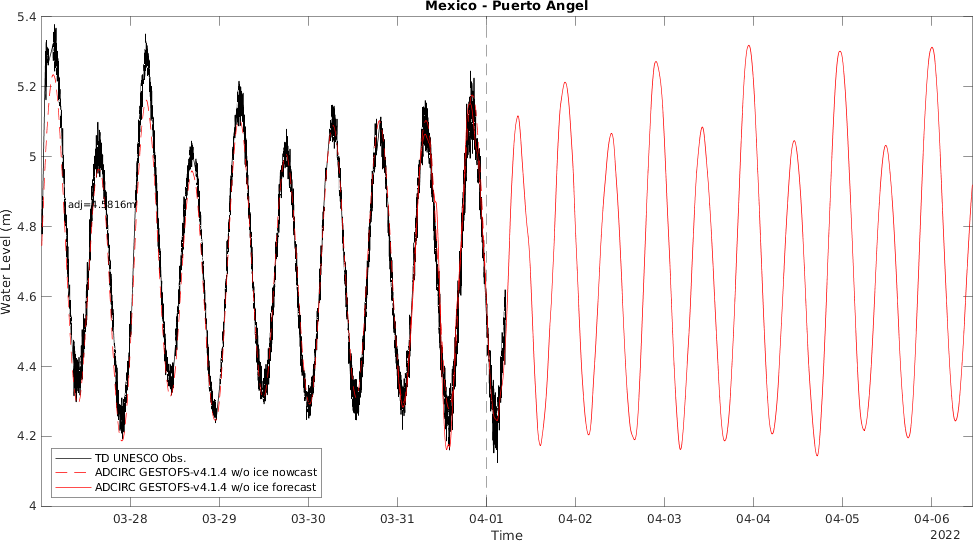 Mexico - Puerto Angel
5.4
5.2
5
4.8
4.6
4.4
4.2
4
Water Level (m)
adj=4.5816m
TD UNESCO Obs.
ADCIRC GESTOFS-v4.1.4 w/o ice nowcast
ADCIRC GESTOFS-v4.1.4 w/o ice forecast
03-28 03-29 03-30 03-31 04-01 04-02 04-03 04-04 04-05 04-06
Time
2022